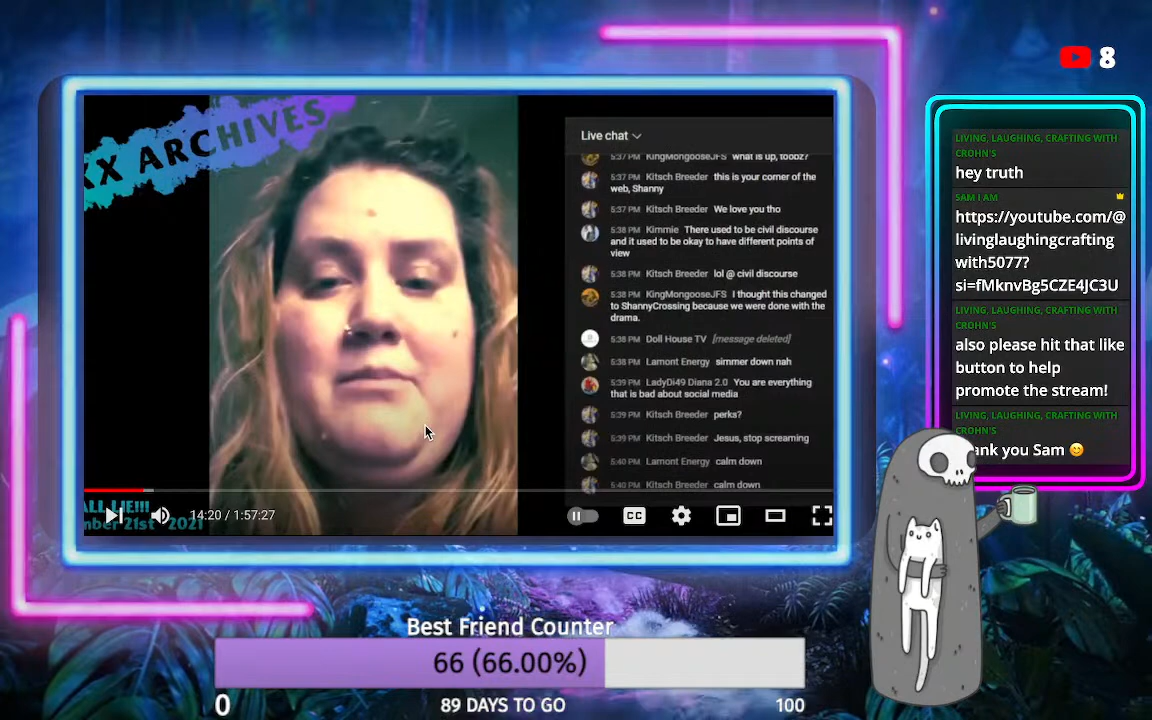 8
XX ARCHIVES
Live chat
5:37 PM KingMongooseJFS what is up, toobz?
5:37 PM Kitsch Breeder this is your corner of the
web, Shanny
5:37 PM Kitsch Breeder We love you tho
5:38 PM Kimmie There used to be civil discourse
and it used to be okay to have different points of
view
5:38 PM Kitsch Breeder lol @ civil discourse
5:38 PM KingMongooseJFS I thought this changed
to ShannyCrossing because we were done with the
drama.
5:38 PM Doll House TV [message deleted]
5:38 PM Lamont Energy simmer down nah
5:39 PM LadyDi49 Diana 2.0 You are everything
that is bad about social media
5:39 PM Kitsch Breeder perks?
5:39 PM Kitsch Breeder Jesus, stop screaming
5:40 PM Lamont Energy calm down
5:40 PM Kitsch Breeder calm down
ALL LIE!!!
mber 21st 2021
14:20 / 1:57:27
CC
LIVING, LAUGHING, CRAFTING WITH
CROHN'S
hey truth
SAM I AM
https://youtube.com/@
livinglaughingcrafting
with5077?
si=fMknvBg5CZE4JC3U
LIVING, LAUGHING, CRAFTING WITH
CROHN'S
also please hit that like
button to help
promote the stream!
LIVING, LAUGHING, CRAFTING WITH
CROHN'S
ank you Sam 😊
Best Friend Counter
66 (66.00%)
0
89 DAYS TO GO
100